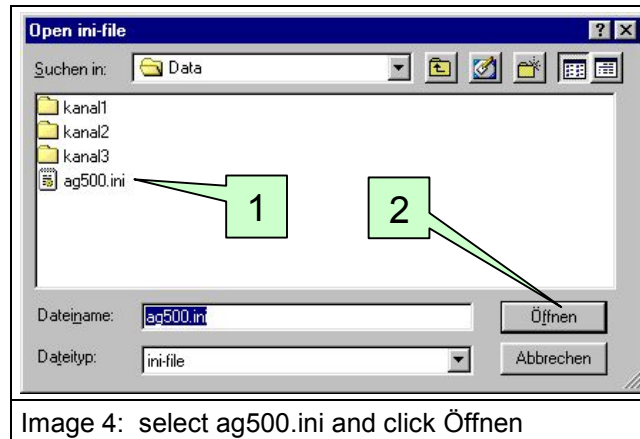 Open ini-file
Suchen in: Data
kanal1
kanal2
kanal3
ag500.ini
1
2
Dateiname: ag500.ini Öffnen
Dateityp: ini-file Abbrechen
Image 4: select ag500.ini and click Öffnen